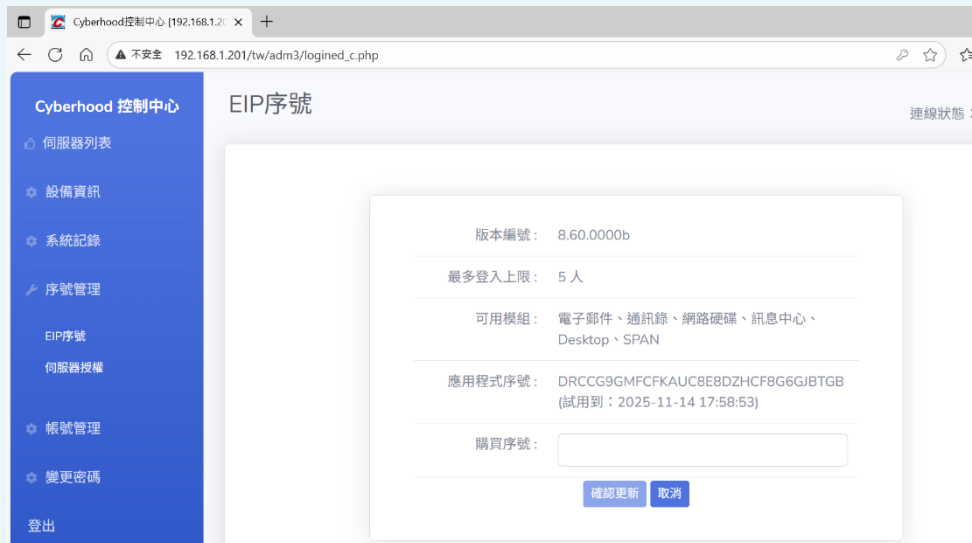 Cyberhood控制中心 [192.168.1.20
不安全 192.168.1.201/tw/adm3/logined_c.php
Cyberhood 控制中心
伺服器列表
設備資訊
系統記錄
序號管理
EIP序號
伺服器授權
帳號管理
變更密碼
登出
EIP序號
連線狀態：
版本編號： 8.60.0000b
最多登入上限： 5 人
可用模組： 電子郵件、通訊錄、網路硬碟、訊息中心、
Desktop、SPAN
應用程式序號： DRCCG9GMFCFKAUC8E8DZHCF8G6GJBTGB
(試用到：2025-11-14 17:58:53)
購買序號：
確認更新 取消